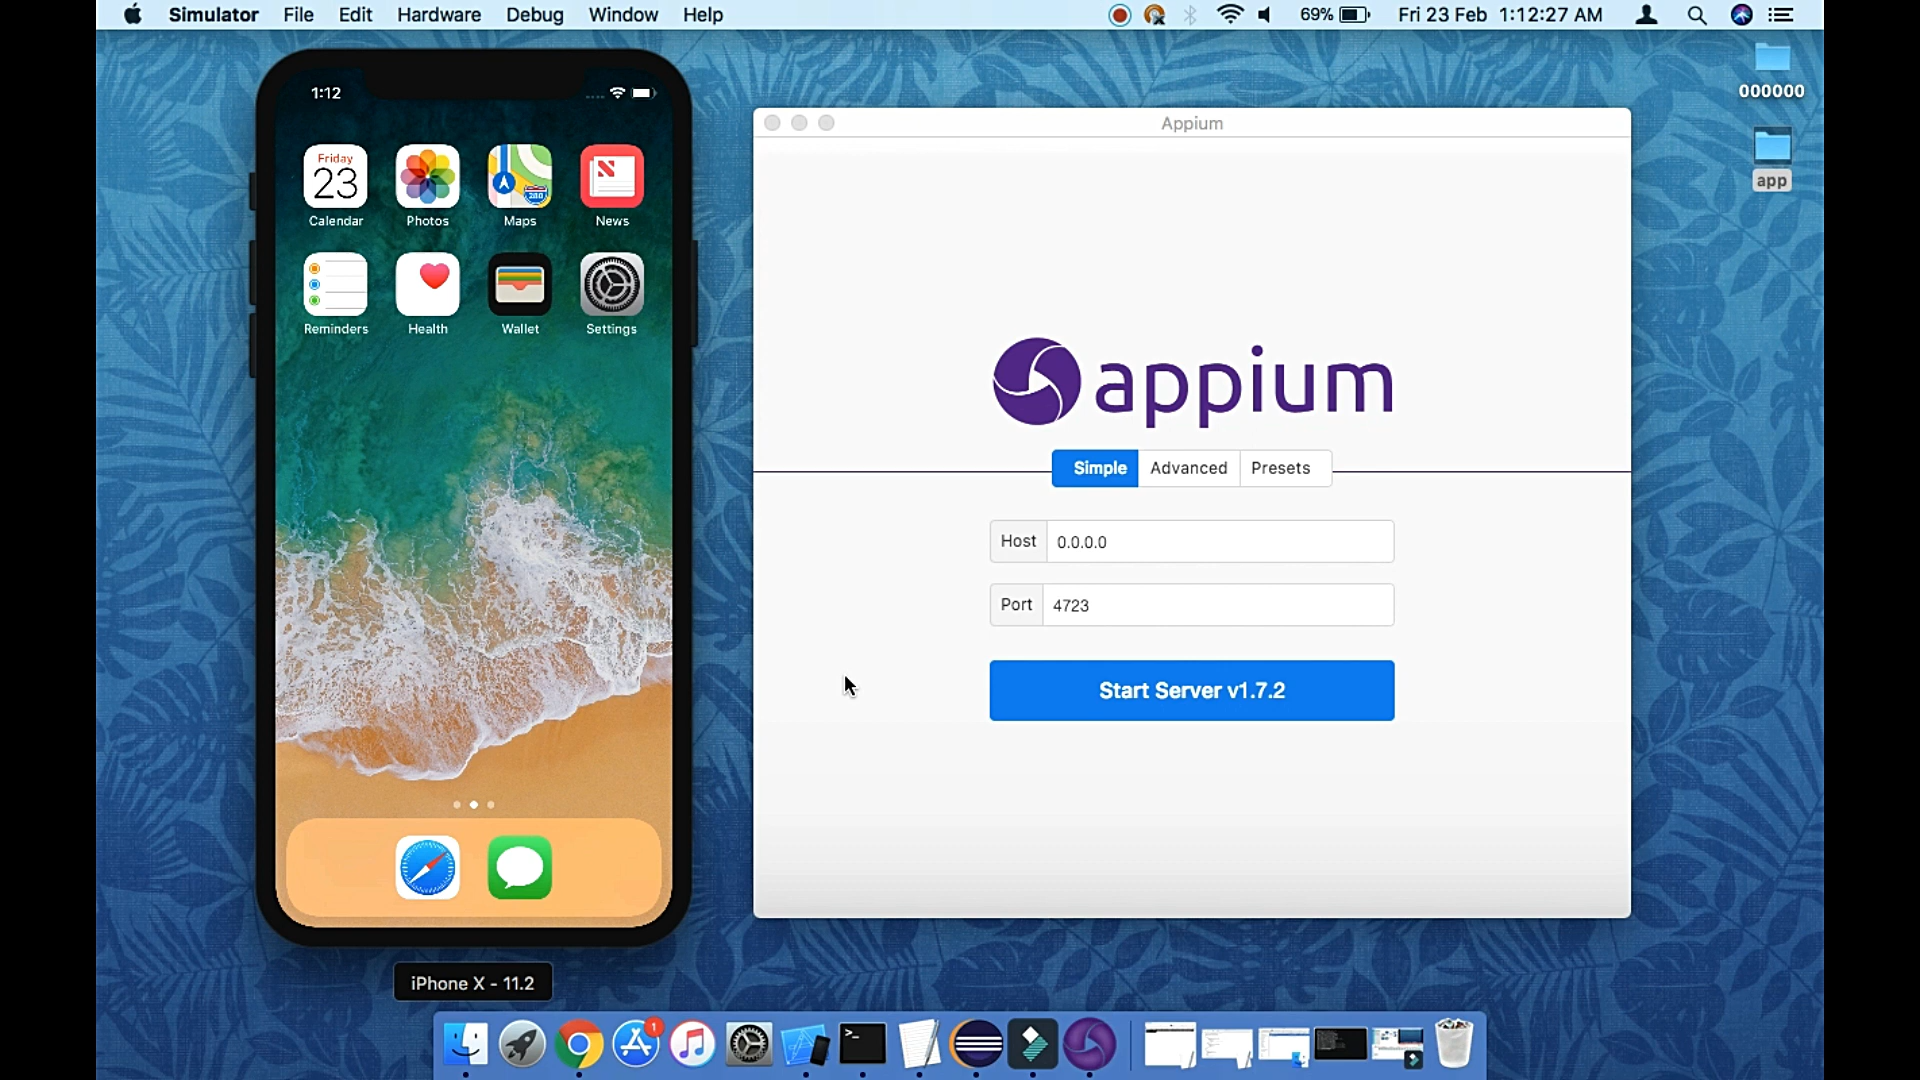 Simulator File Edit Hardware Debug Window Help 69% Fri 23 Feb 1:12:27 AM
000000
app
1:12
Friday
23
Calendar Photos Maps News
280
Reminders Health Wallet Settings
iPhone X - 11.2
Appium
appium
Simple Advanced Presets
Host 0.0.0.0
Port 4723
Start Server v1.7.2
1
>_